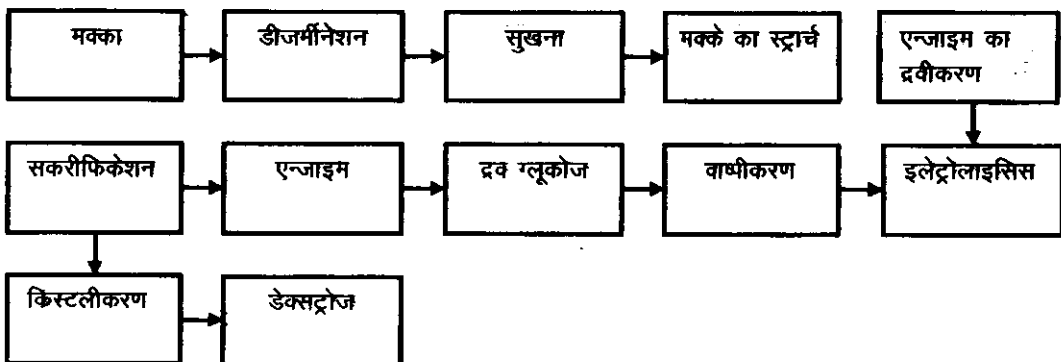 मक्का
डीजर्मीनेशन
सुखना
मक्के का स्ट्रार्च
एन्जाइम का
द्रवीकरण
सकरीफिकेशन
एन्जाइम
द्रव ग्लूकोज
वाष्पीकरण
इलेट्रोलाइसिस
क्रिस्टलीकरण
डेक्सट्रोज